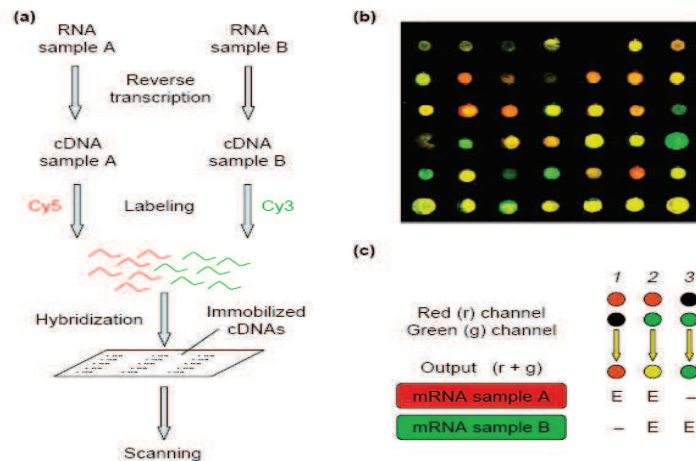 (a)
RNA
sample A
RNA
sample B
Reverse
transcription
cDNA
sample A
cDNA
sample B
Cy5
Labeling
Cy3
Hybridization
Immobilized
cDNAs
Scanning
(b)
(c)
1 2 3
Red (r) channel
Green (g) channel
Output (r + g)
mRNA sample A E E –
mRNA sample B – E E